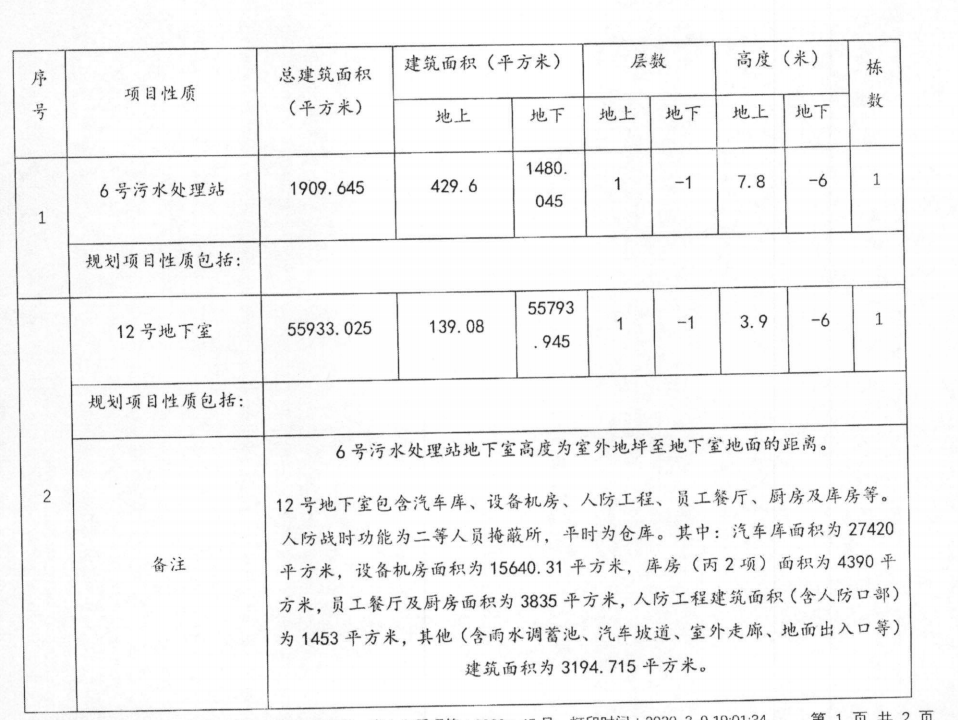 序号 项目性质 总建筑面积（平方米） 建筑面积（平方米） 层数 高度（米） 栋数
地上 地下 地上 地下 地上 地下
1 6号污水处理站 1909.645 429.6 1480.045 1 -1 7.8 -6 1
规划项目性质包括：
2 12号地下室 55933.025 139.08 55793.945 1 -1 3.9 -6 1
规划项目性质包括：
备注
6号污水处理站地下室高度为室外地坪至地下室地面的距离。
12号地下室包含汽车库、设备机房、人防工程、员工餐厅、厨房及库房等。
人防战时功能为二等人员掩蔽所，平时为仓库。其中：汽车库面积为27420
平方米，设备机房面积为15640.31平方米，库房（丙2项）面积为4390平
方米，员工餐厅及厨房面积为3835平方米，人防工程建筑面积（含人防口部）
为1453平方米，其他（含雨水调蓄池、汽车坡道、室外走廊、地面出入口等）
建筑面积为3194.715平方米。
第 1 页 共 2 页